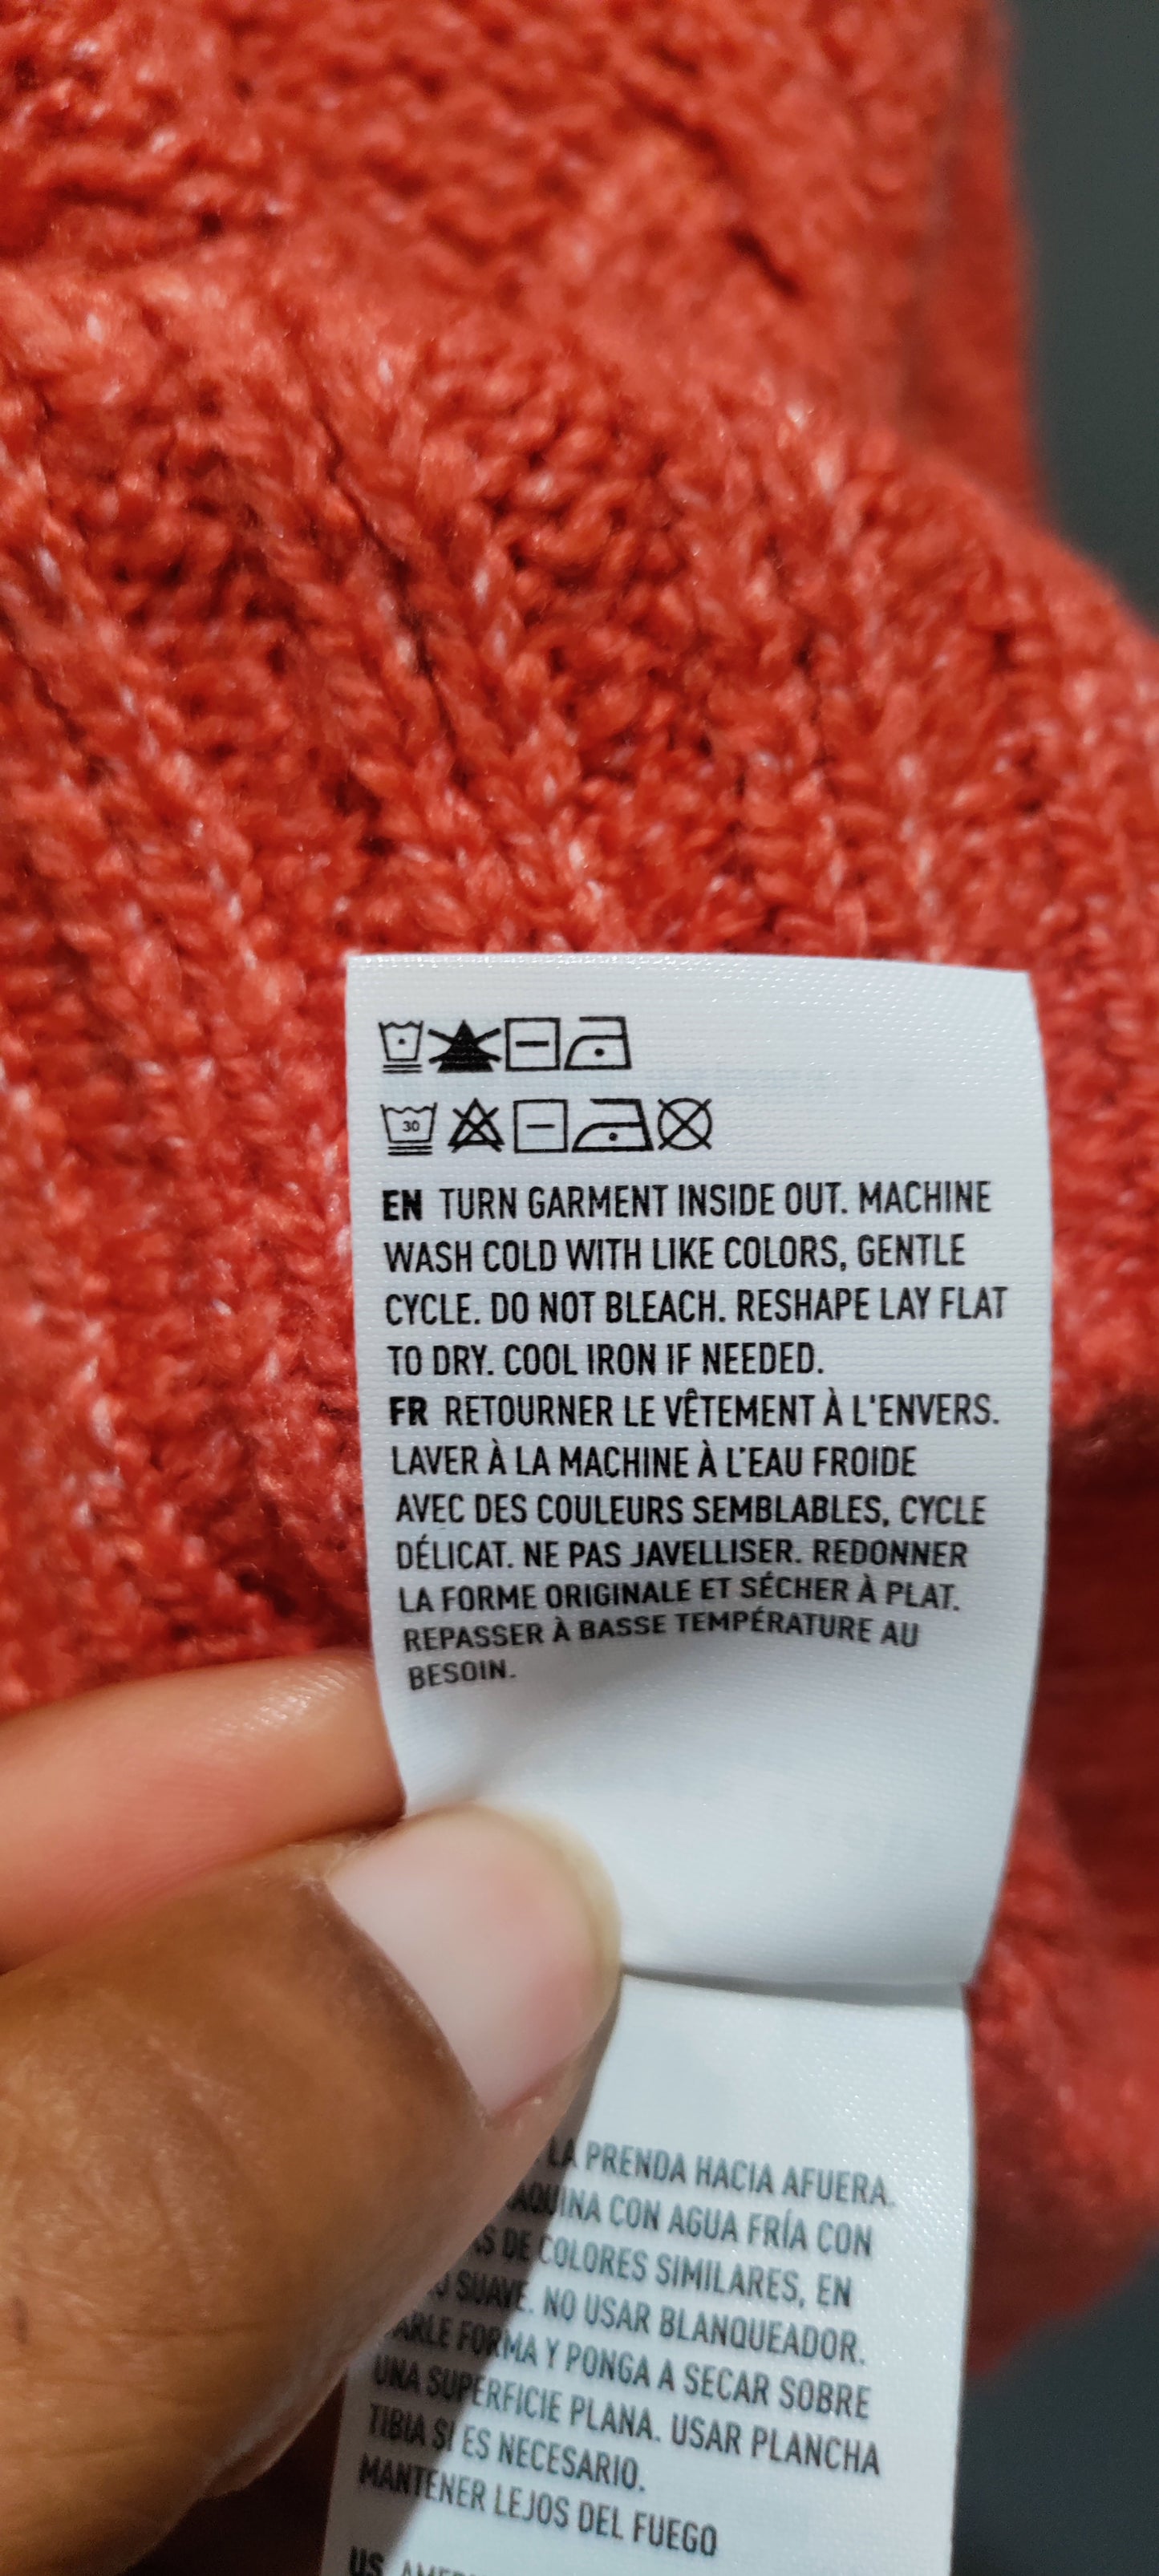 30
EN TURN GARMENT INSIDE OUT. MACHINE
WASH COLD WITH LIKE COLORS, GENTLE
CYCLE. DO NOT BLEACH. RESHAPE LAY FLAT
TO DRY. COOL IRON IF NEEDED.
FR RETOURNER LE VÊTEMENT À L'ENVERS.
LAVER À LA MACHINE À L'EAU FROIDE
AVEC DES COULEURS SEMBLABLES, CYCLE
DÉLICAT. NE PAS JAVELLISER. REDONNER
LA FORME ORIGINALE ET SÉCHER À PLAT.
REPASSER À BASSE TEMPÉRATURE AU
BESOIN.
LA PRENDA HACIA AFUERA.
CON AGUA FRÍA CON
DE COLORES SIMILARES, EN
SUAVE. NO USAR BLANQUEADOR.
FORMA Y PONGA A SECAR SOBRE
UNA SUPERFICIE PLANA. USAR PLANCHA
TIBIA SI ES NECESARIO.
MANTENER LEJOS DEL FUEGO
US